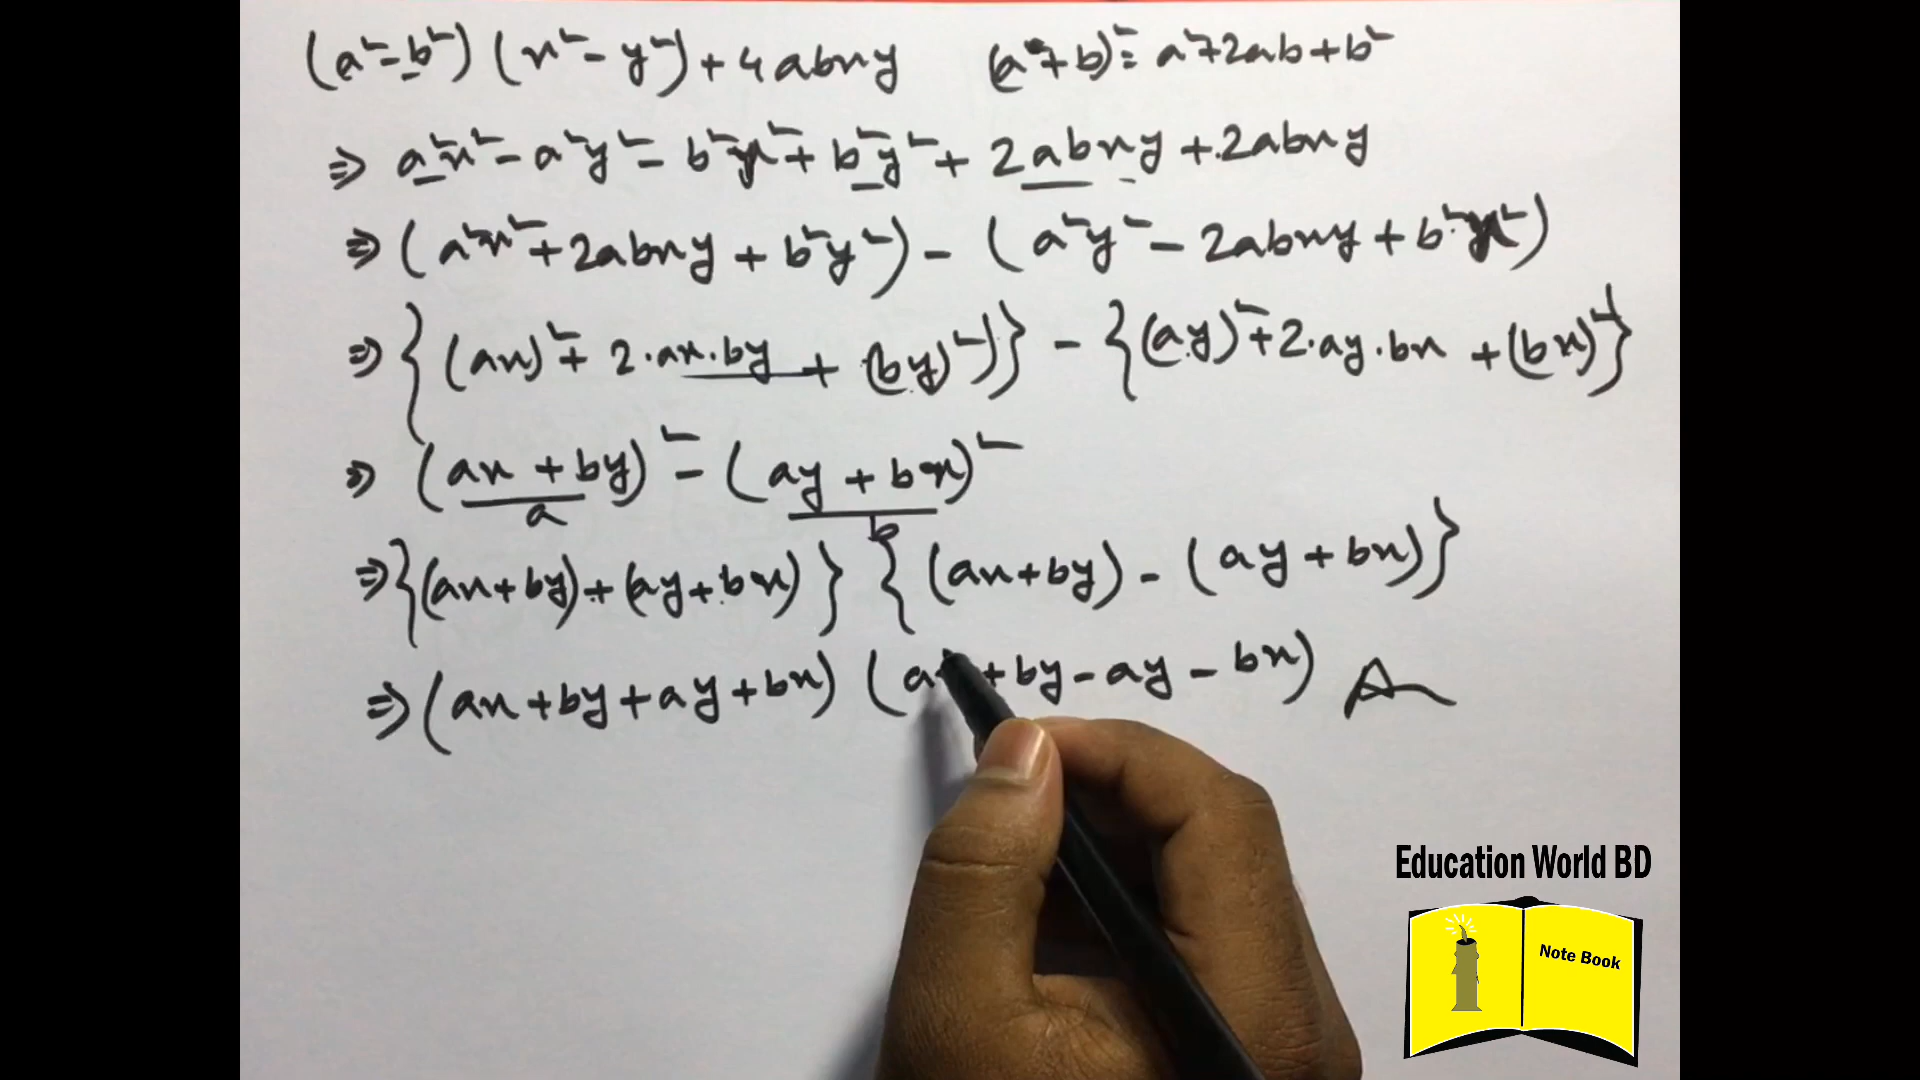 (a²-b²) (x²-y²)+4abxy (a+b)²= a²+2ab+b²
⇒ a²x²-a²y²-b²x²+b²y²+2abxy+2abxy
⇒ (a²x²+2abxy+b²y²)-(a²y²-2abxy+b²x²)
⇒ {(ax)²+2·ax·by+(by)²)}-{(ay)²+2·ay·bx+(bx)²}
⇒ (ax+by)²-(ay+bx)²
a b
⇒{(ax+by)+(ay+bx)} {(ax+by)-(ay+bx)}
⇒(ax+by+ay+bx) (ax+by-ay-bx)
Education World BD
Note Book